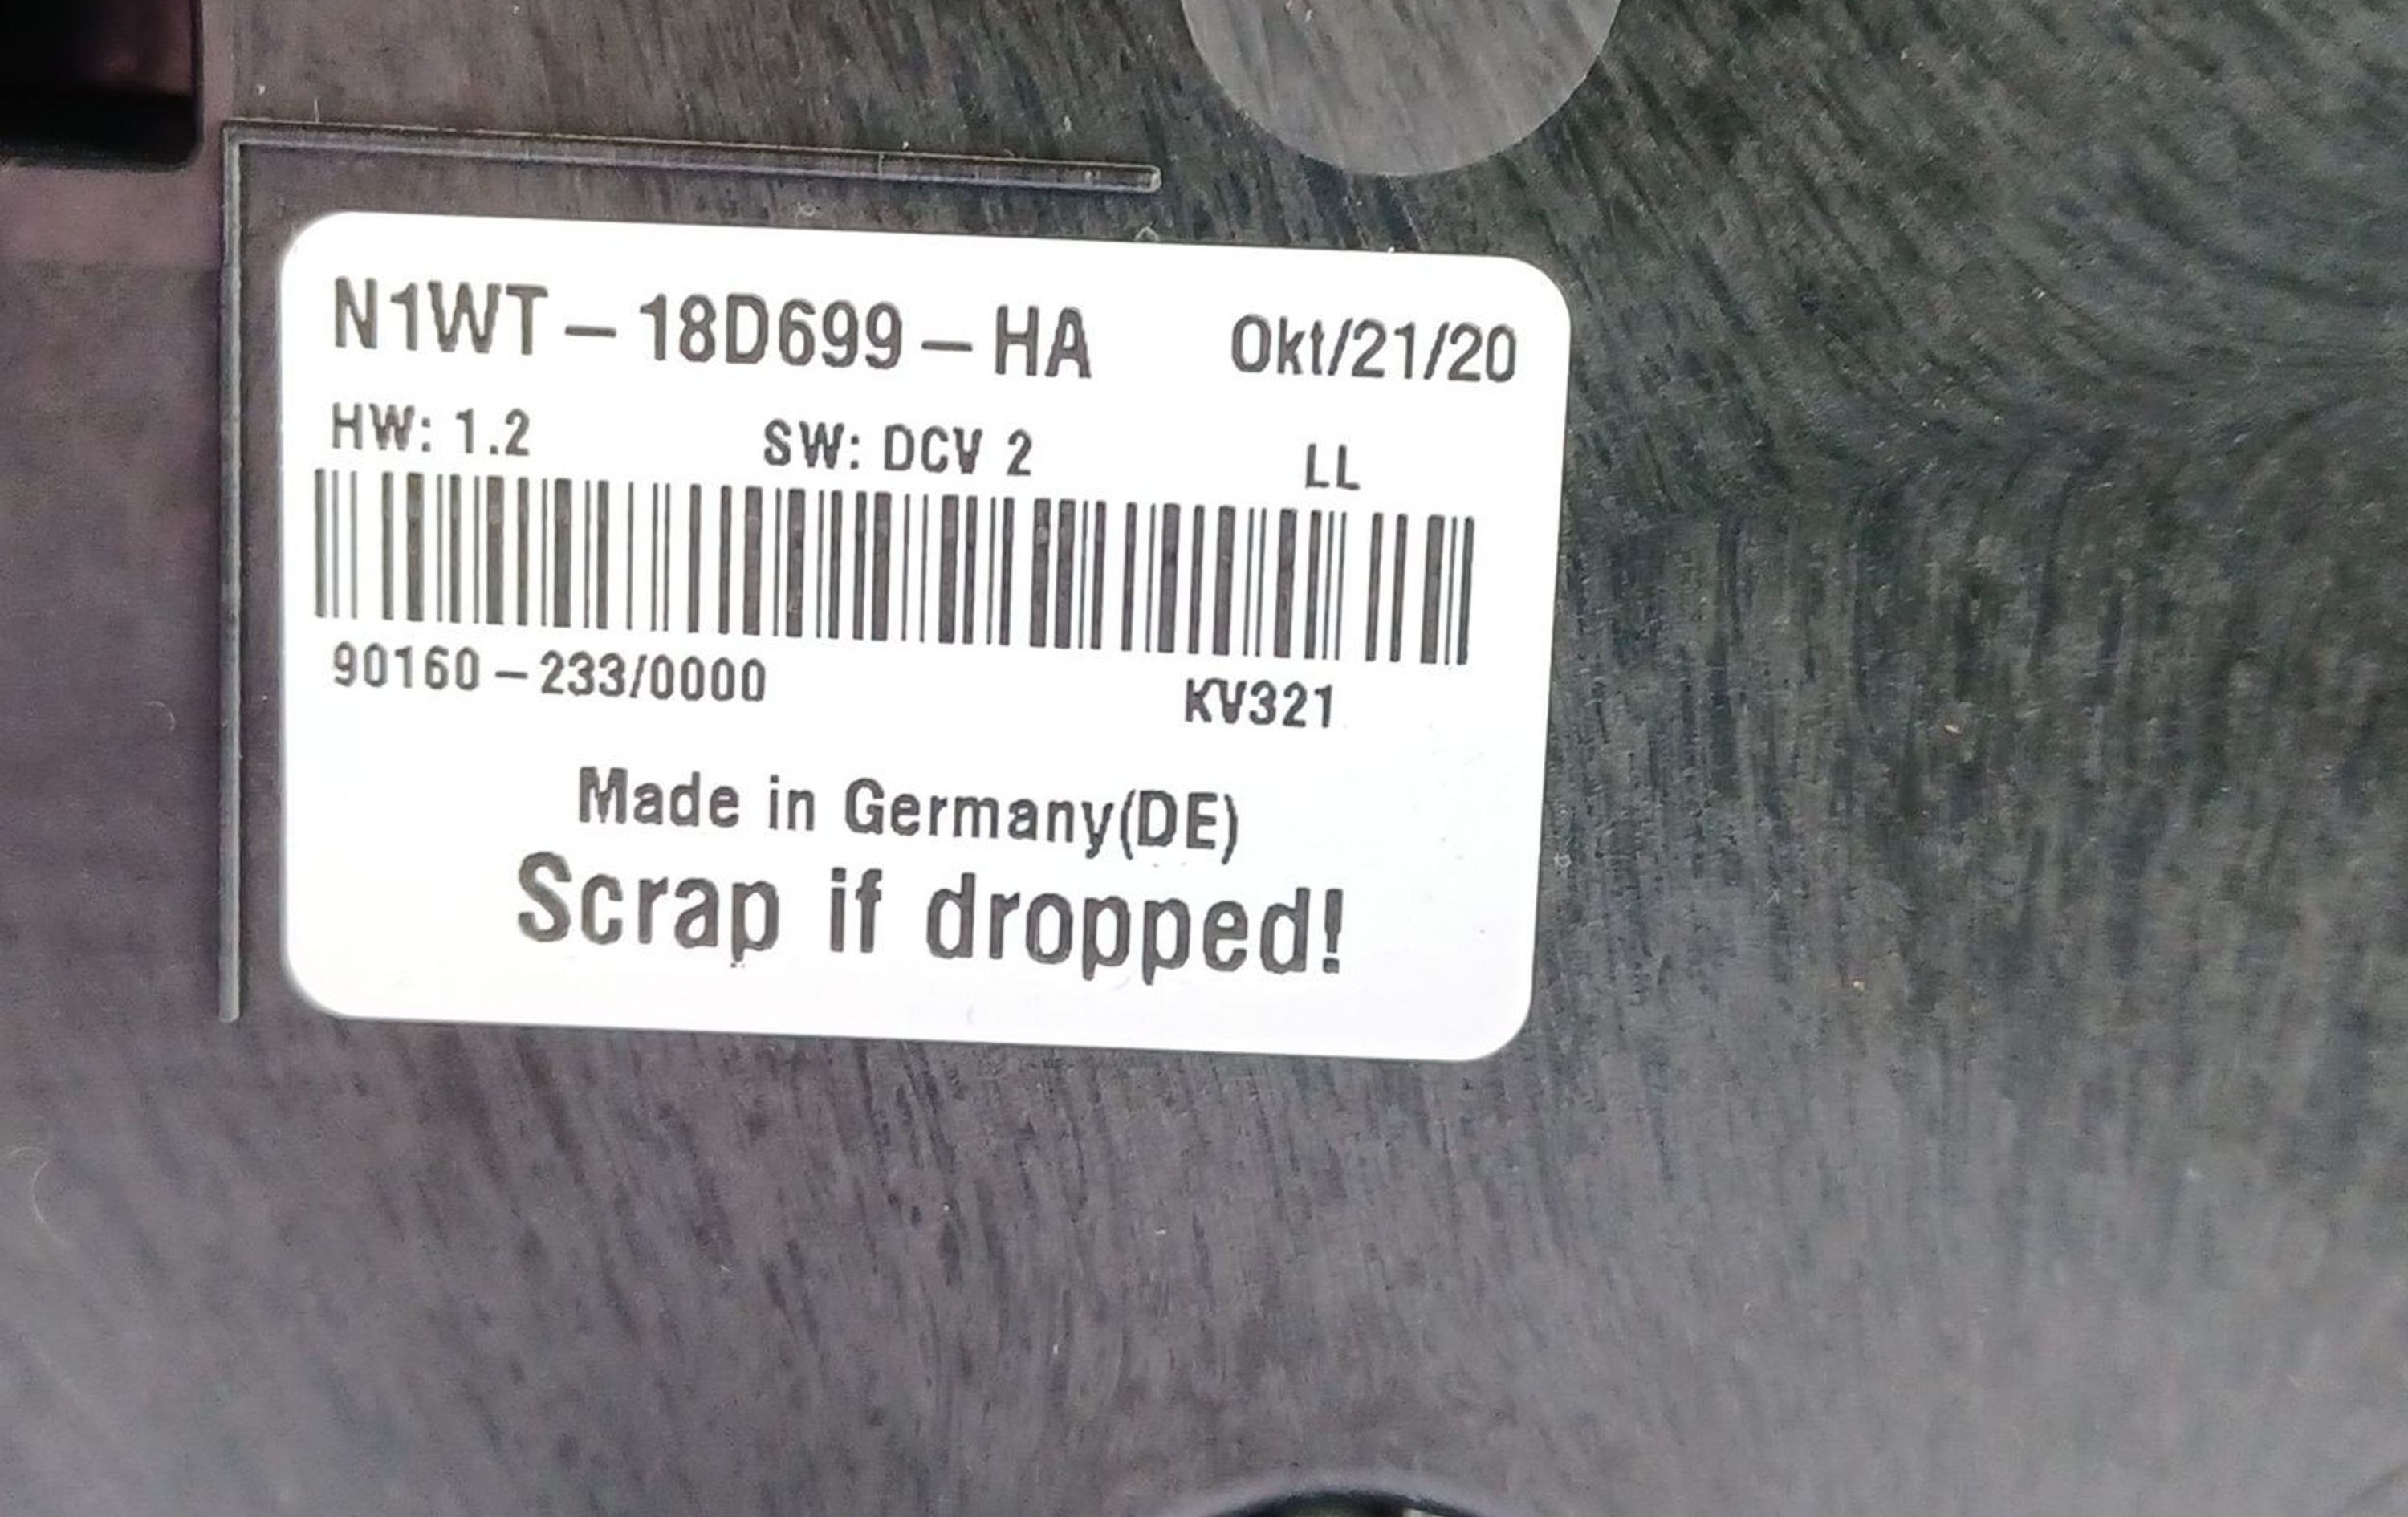 N1WT-18D699-HA Okt/21/20
HW: 1.2 SW: DCV 2 LL
90160-233/0000 KV321
Made in Germany(DE)
Scrap if dropped!